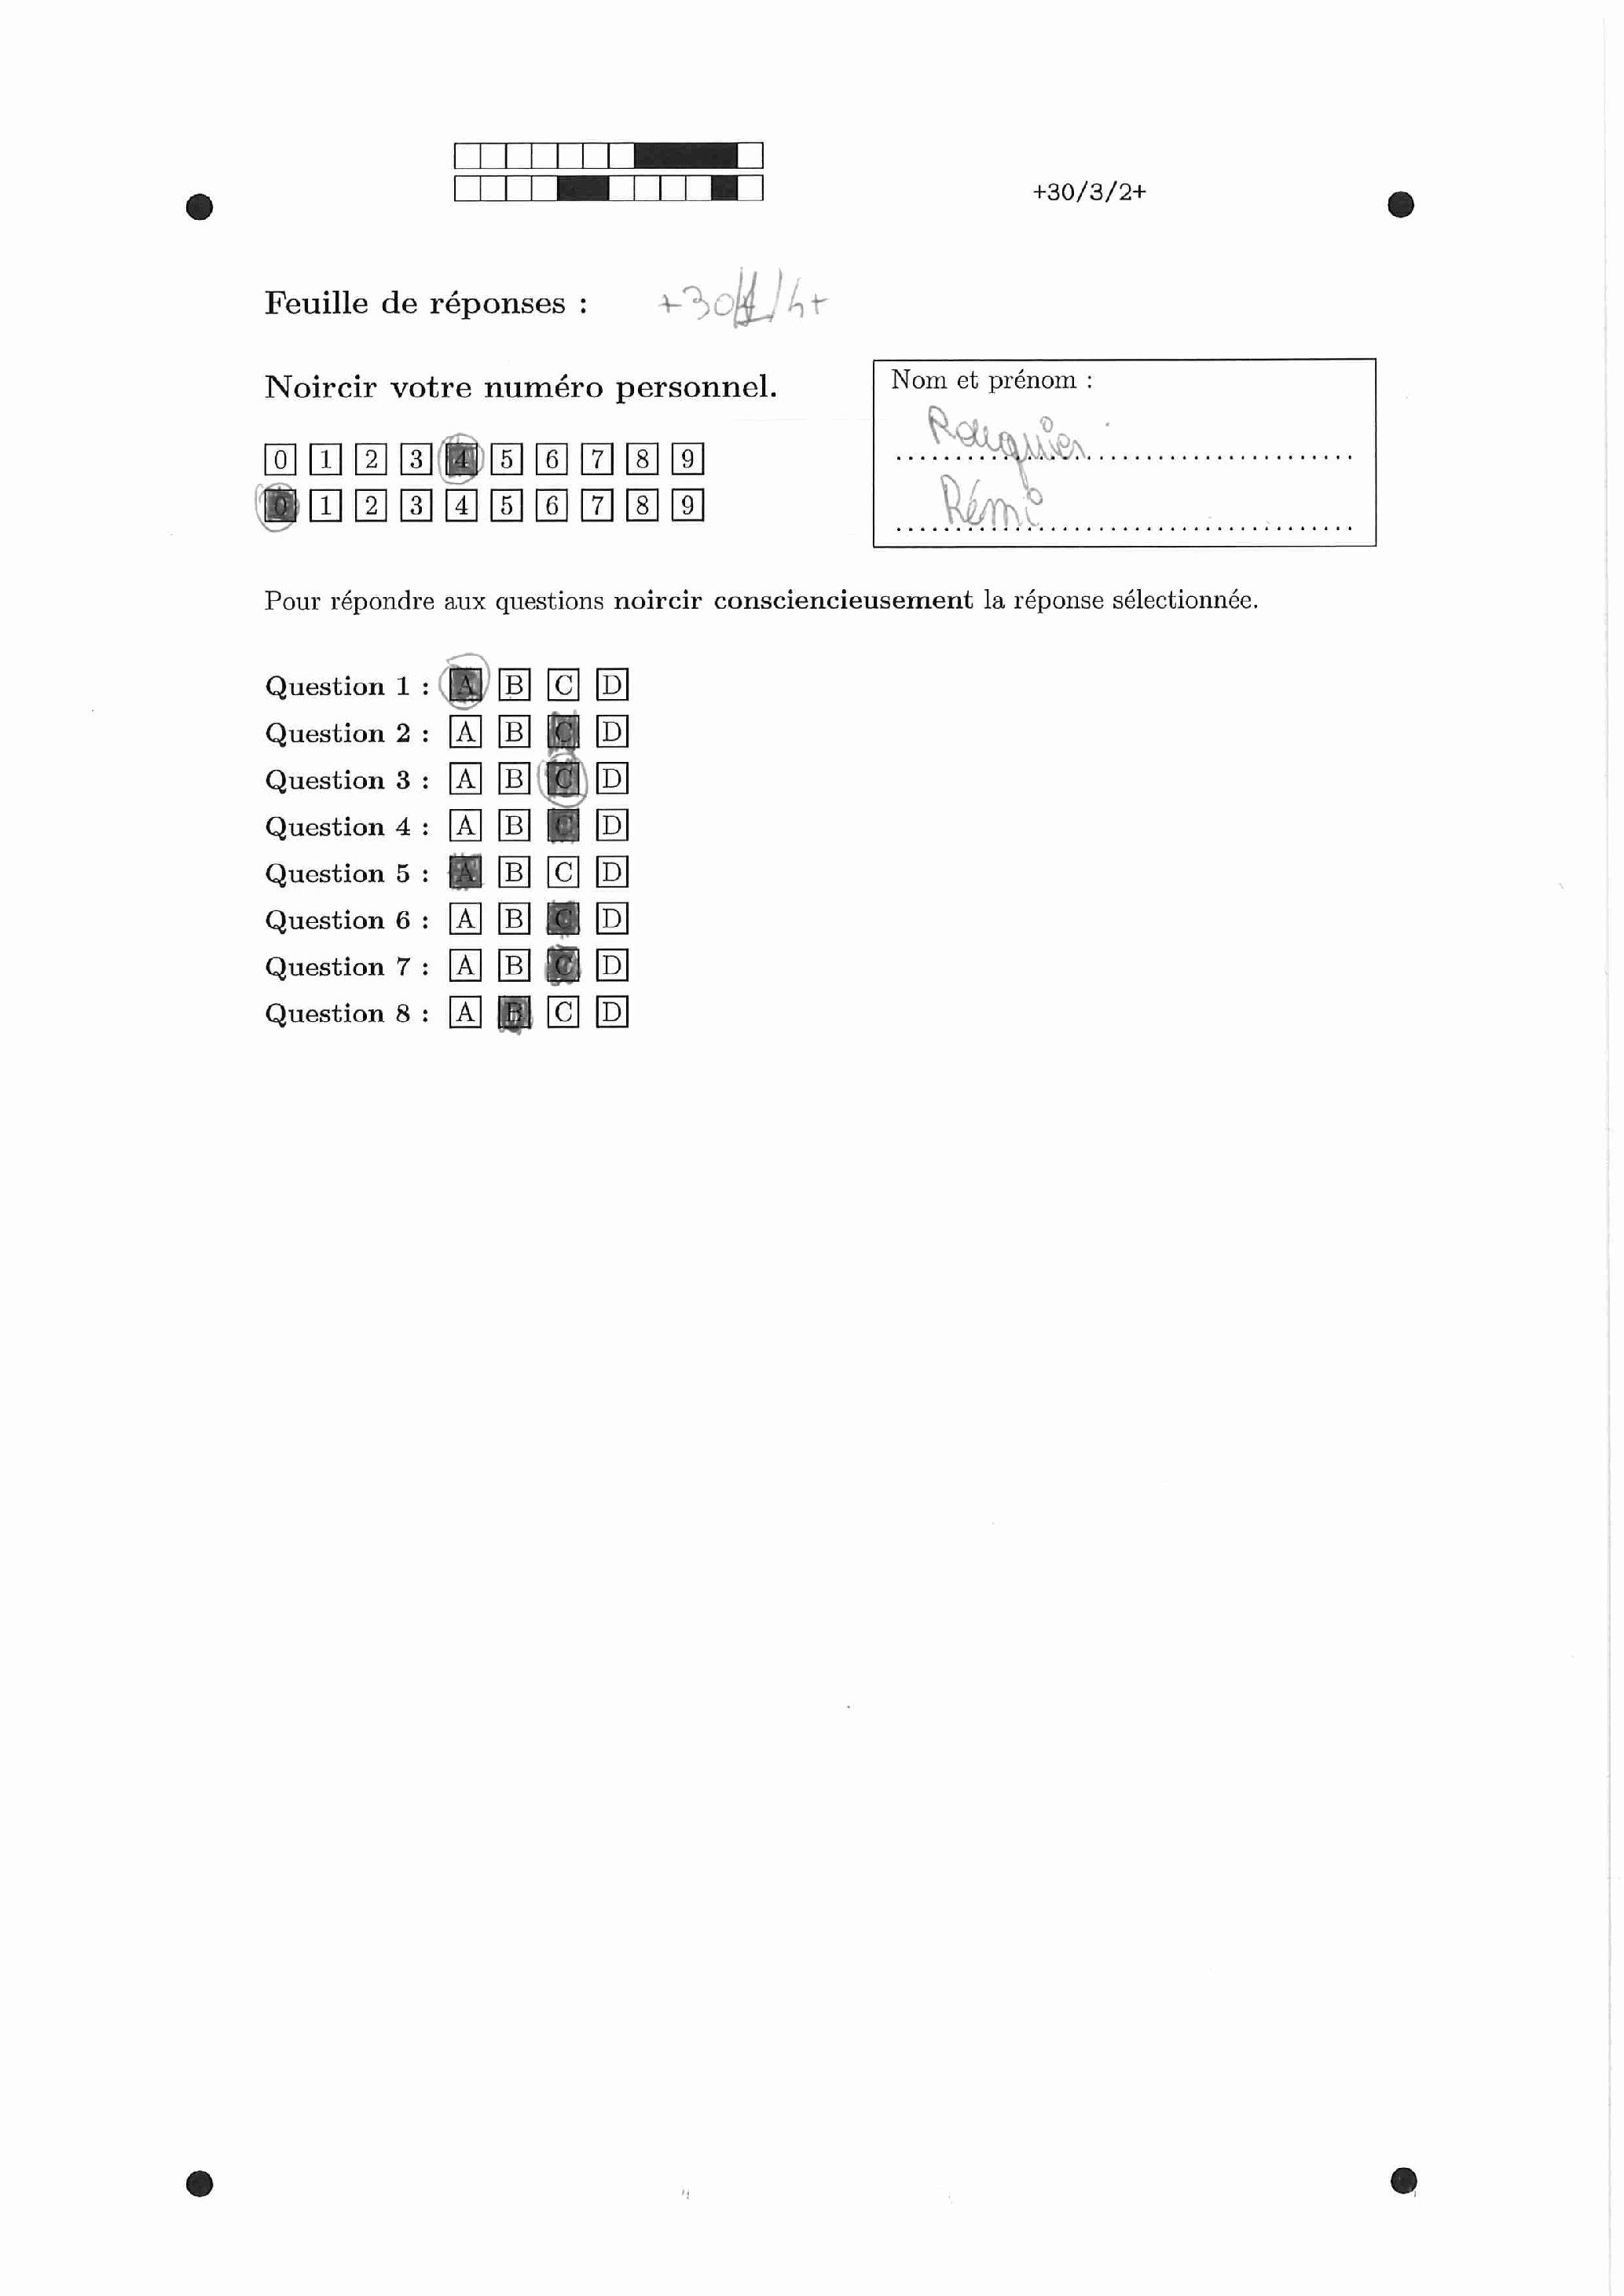 +30/3/2+
Feuille de réponses :
Noircir votre numéro personnel.
Nom et prénom :
Rouquier
Rémi
0 1 2 3 4 5 6 7 8 9
0 1 2 3 4 5 6 7 8 9
Pour répondre aux questions noircir consciencieusement la réponse sélectionnée.
Question 1 : A B C D
Question 2 : A B C D
Question 3 : A B C D
Question 4 : A B C D
Question 5 : A B C D
Question 6 : A B C D
Question 7 : A B C D
Question 8 : A B C D